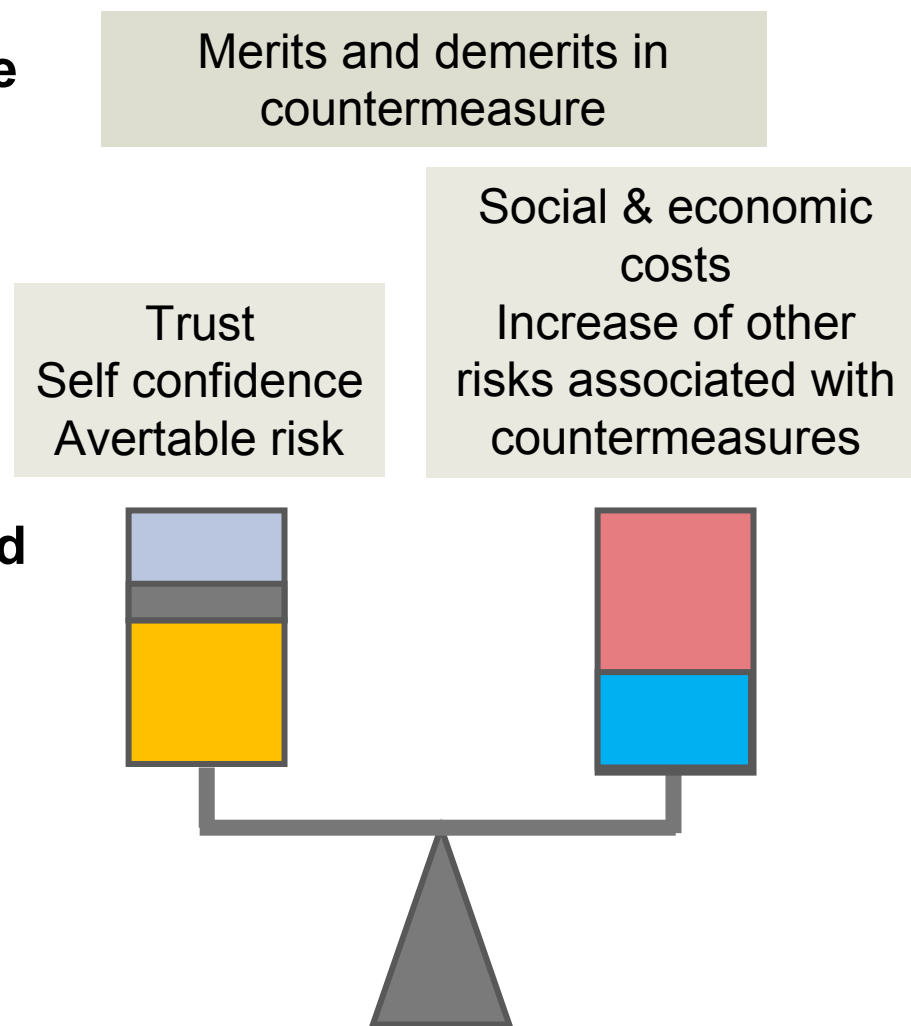 e
Merits and demerits in
countermeasure
Social & economic
costs
Increase of other
risks associated with
countermeasures
Trust
Self confidence
Avertable risk
d